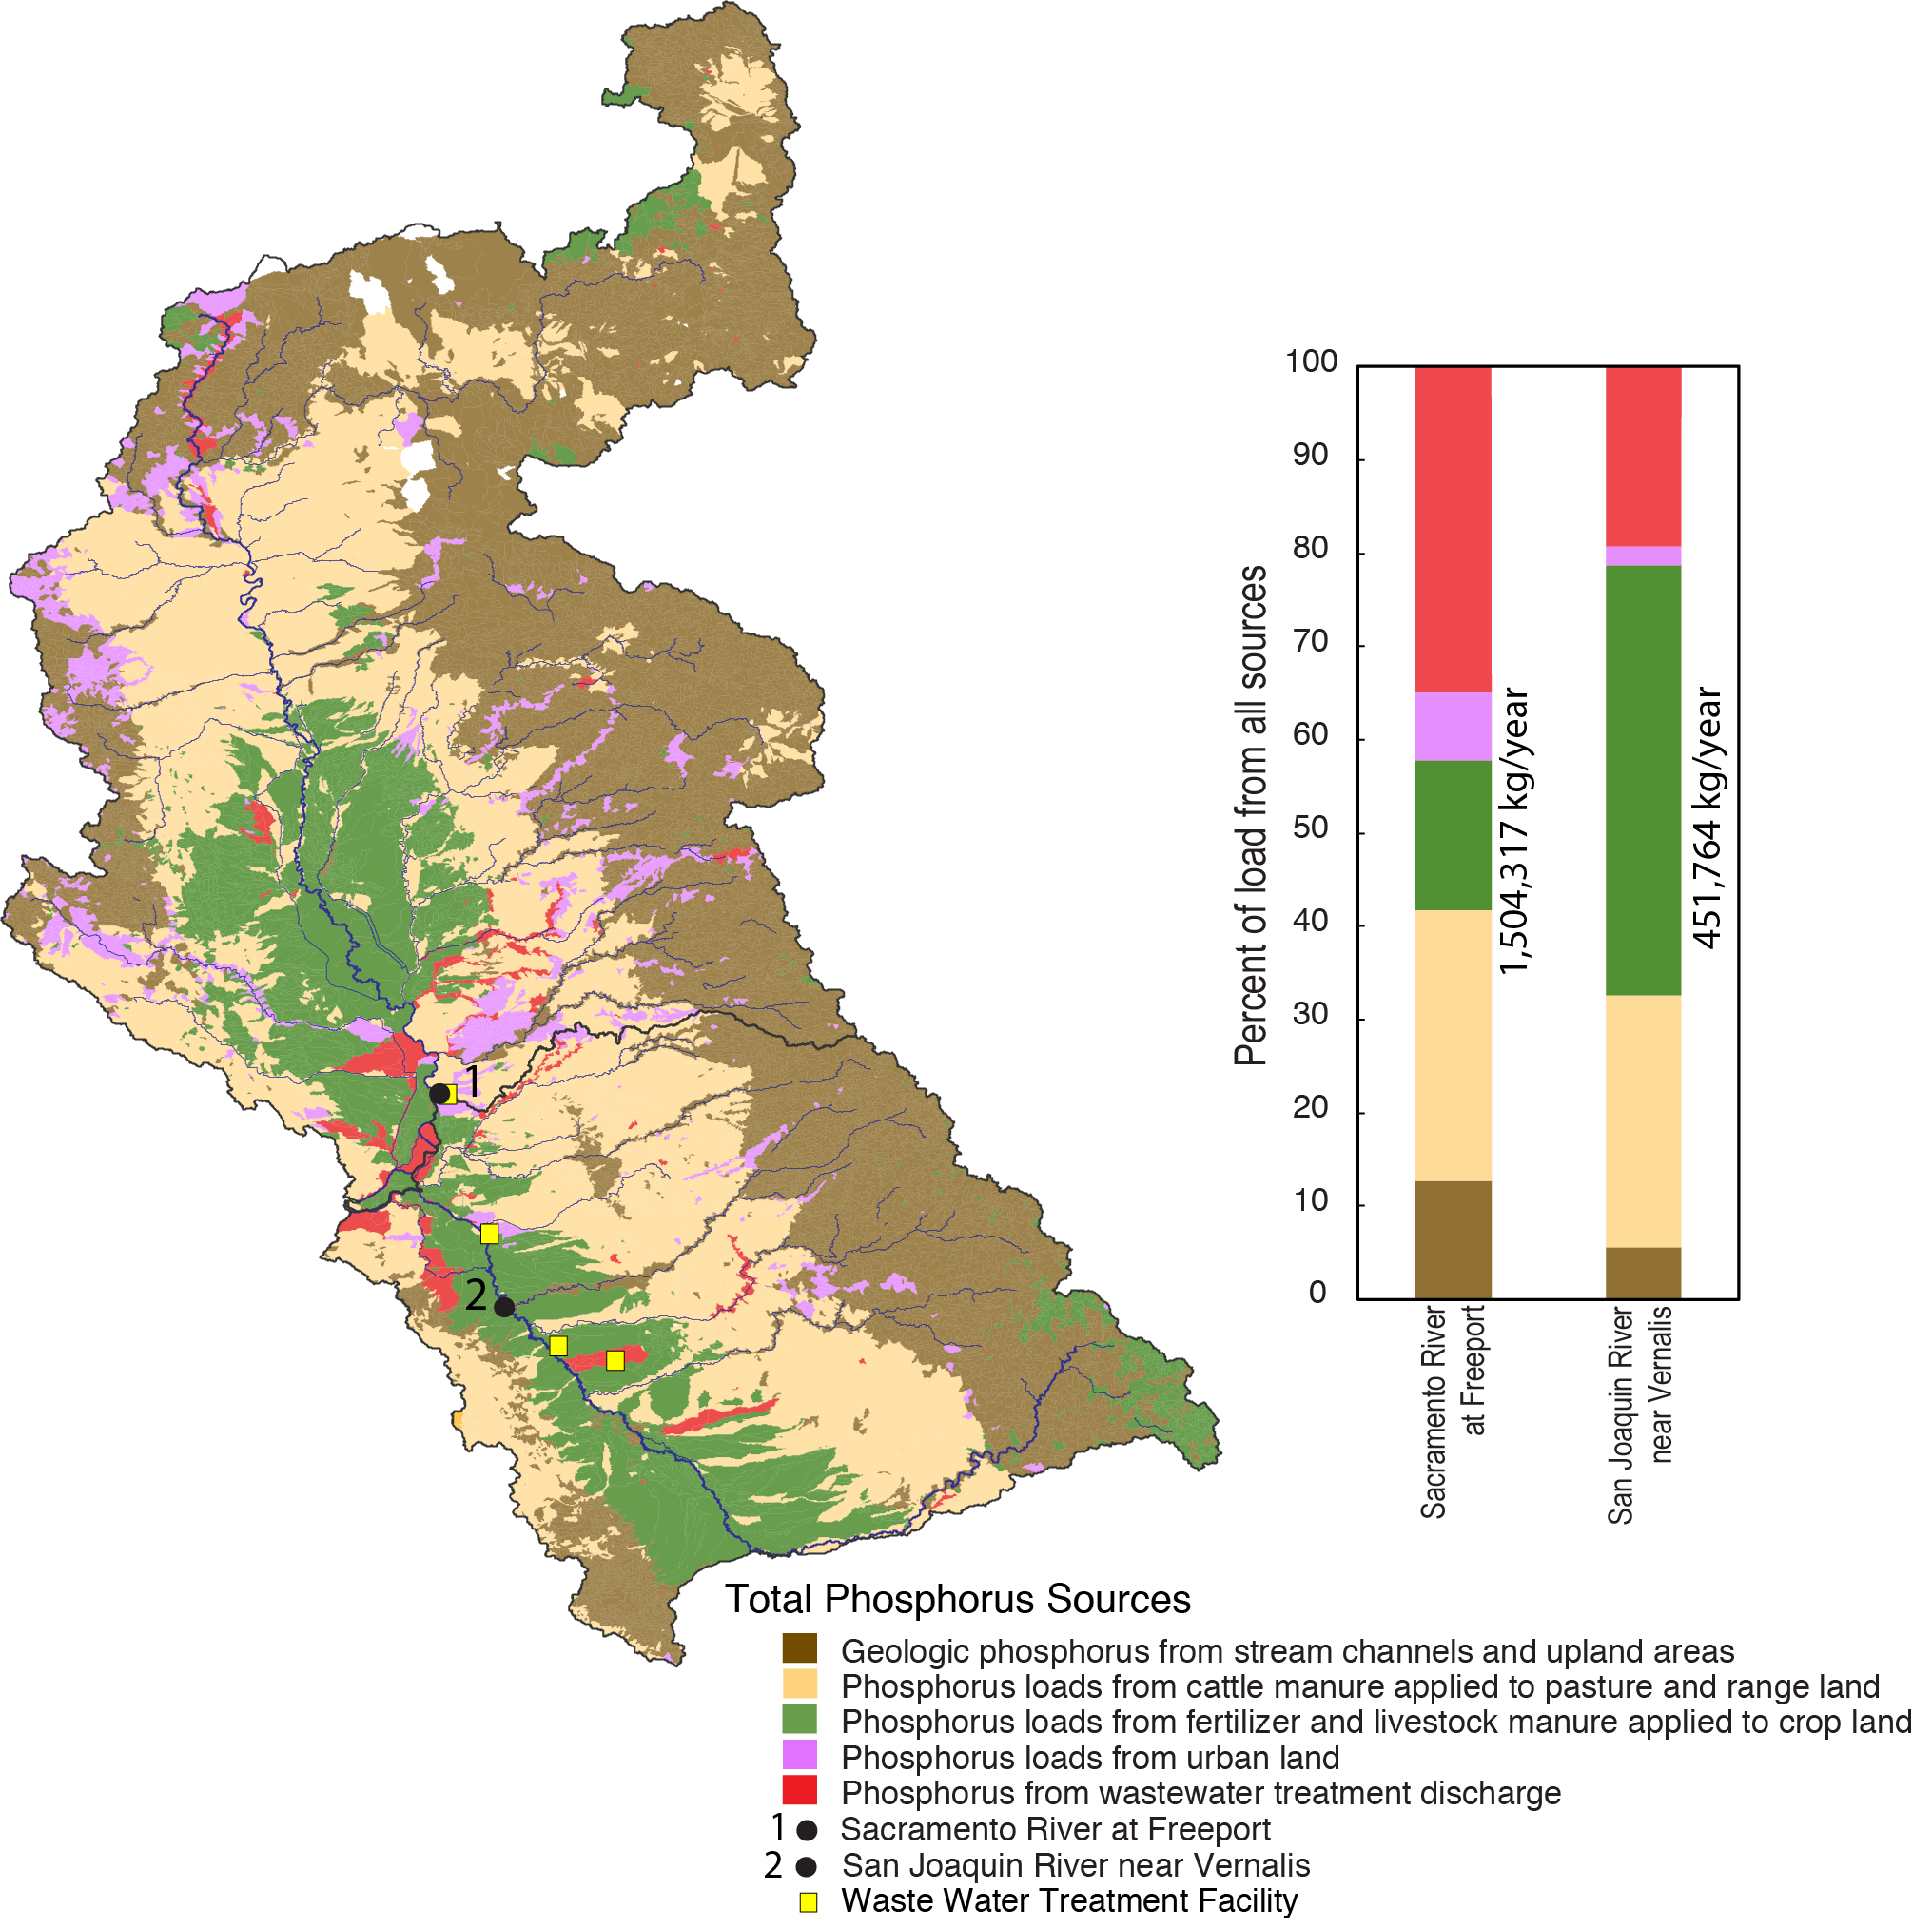 1
2
Percent of load from all sources
100
90
80
70
60
50
40
30
20
10
0
1,504,317 kg/year
451,764 kg/year
Sacramento River
at Freeport
San Joaquin River
near Vernalis
Total Phosphorus Sources
Geologic phosphorus from stream channels and upland areas
Phosphorus loads from cattle manure applied to pasture and range land
Phosphorus loads from fertilizer and livestock manure applied to crop land
Phosphorus loads from urban land
Phosphorus from wastewater treatment discharge
1 Sacramento River at Freeport
2 San Joaquin River near Vernalis
Waste Water Treatment Facility